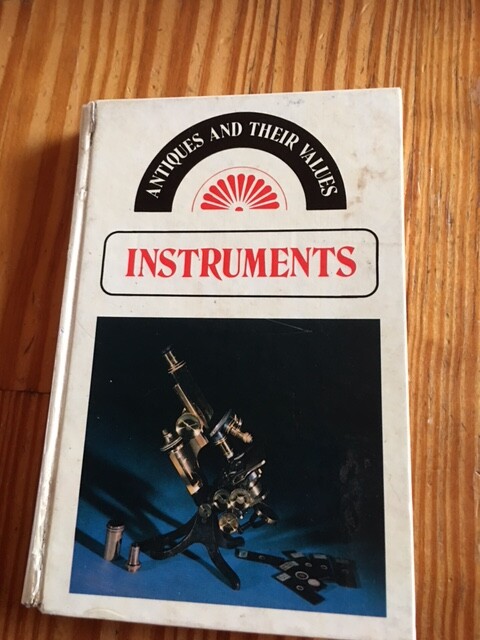 ANTIQUES AND THEIR VALUES
INSTRUMENTS